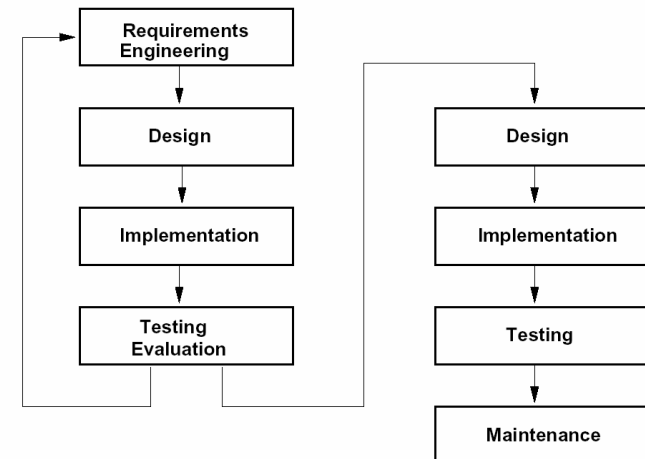 Requirements
Engineering
Design
Implementation
Testing
Evaluation
Design
Implementation
Testing
Maintenance